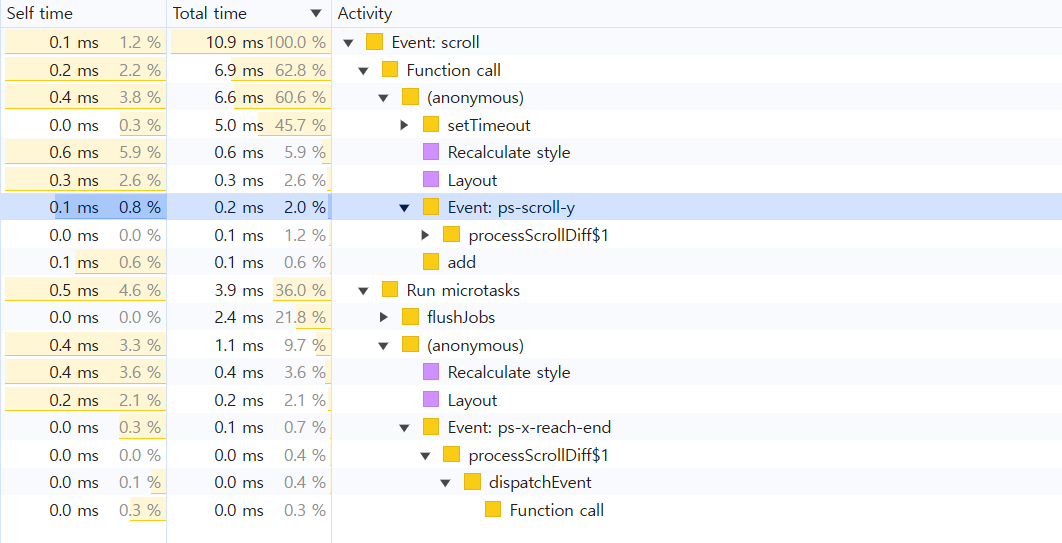 Self time Total time Activity
0.1 ms 1.2 % 10.9 ms 100.0 % Event: scroll
0.2 ms 2.2 % 6.9 ms 62.8 % Function call
0.4 ms 3.8 % 6.6 ms 60.6 % (anonymous)
0.0 ms 0.3 % 5.0 ms 45.7 % setTimeout
0.6 ms 5.9 % 0.6 ms 5.9 % Recalculate style
0.3 ms 2.6 % 0.3 ms 2.6 % Layout
0.1 ms 0.8 % 0.2 ms 2.0 % Event: ps-scroll-y
0.0 ms 0.0 % 0.1 ms 1.2 % processScrollDiff$1
0.1 ms 0.6 % 0.1 ms 0.6 % add
0.5 ms 4.6 % 3.9 ms 36.0 % Run microtasks
0.0 ms 0.0 % 2.4 ms 21.8 % flushJobs
0.4 ms 3.3 % 1.1 ms 9.7 % (anonymous)
0.4 ms 3.6 % 0.4 ms 3.6 % Recalculate style
0.2 ms 2.1 % 0.2 ms 2.1 % Layout
0.0 ms 0.3 % 0.1 ms 0.7 % Event: ps-x-reach-end
0.0 ms 0.0 % 0.0 ms 0.4 % processScrollDiff$1
0.0 ms 0.1 % 0.0 ms 0.4 % dispatchEvent
0.0 ms 0.3 % 0.0 ms 0.3 % Function call